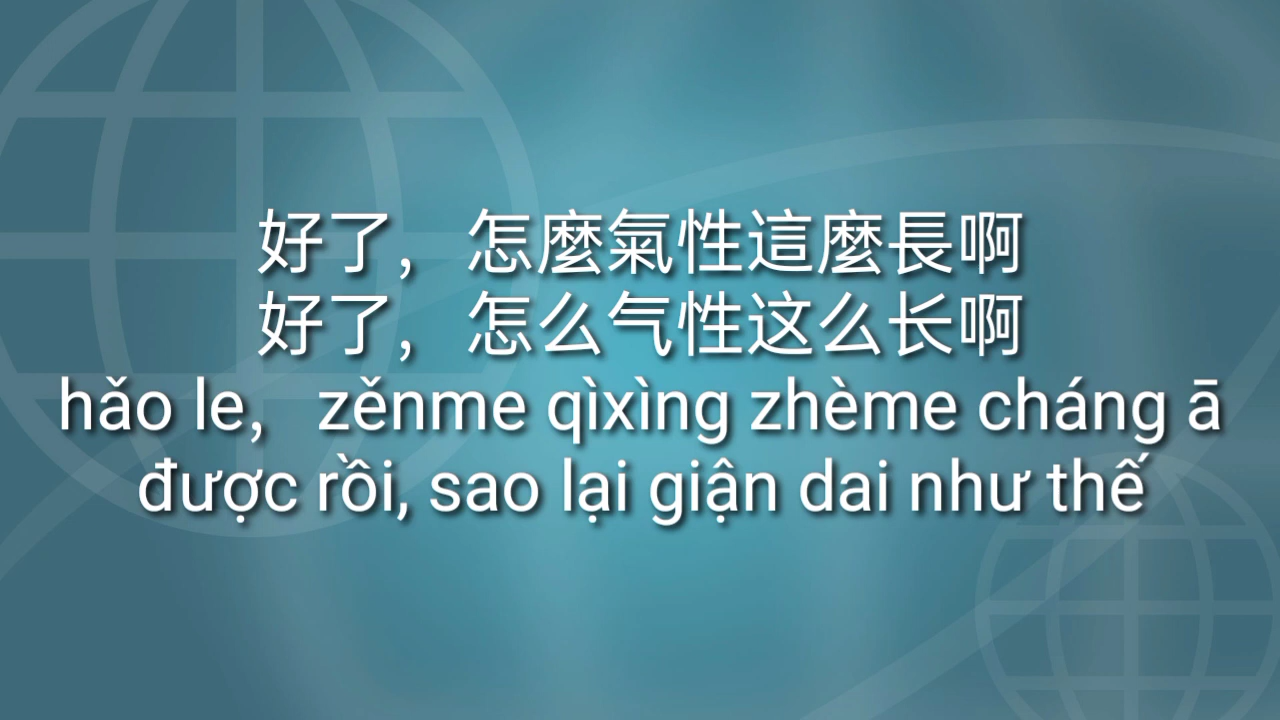 好了， 怎麼氣性這麼長啊
好了， 怎么气性这么长啊
hǎo le， zěnme qìxìng zhème cháng ā
được rồi, sao lại giận dai như thế